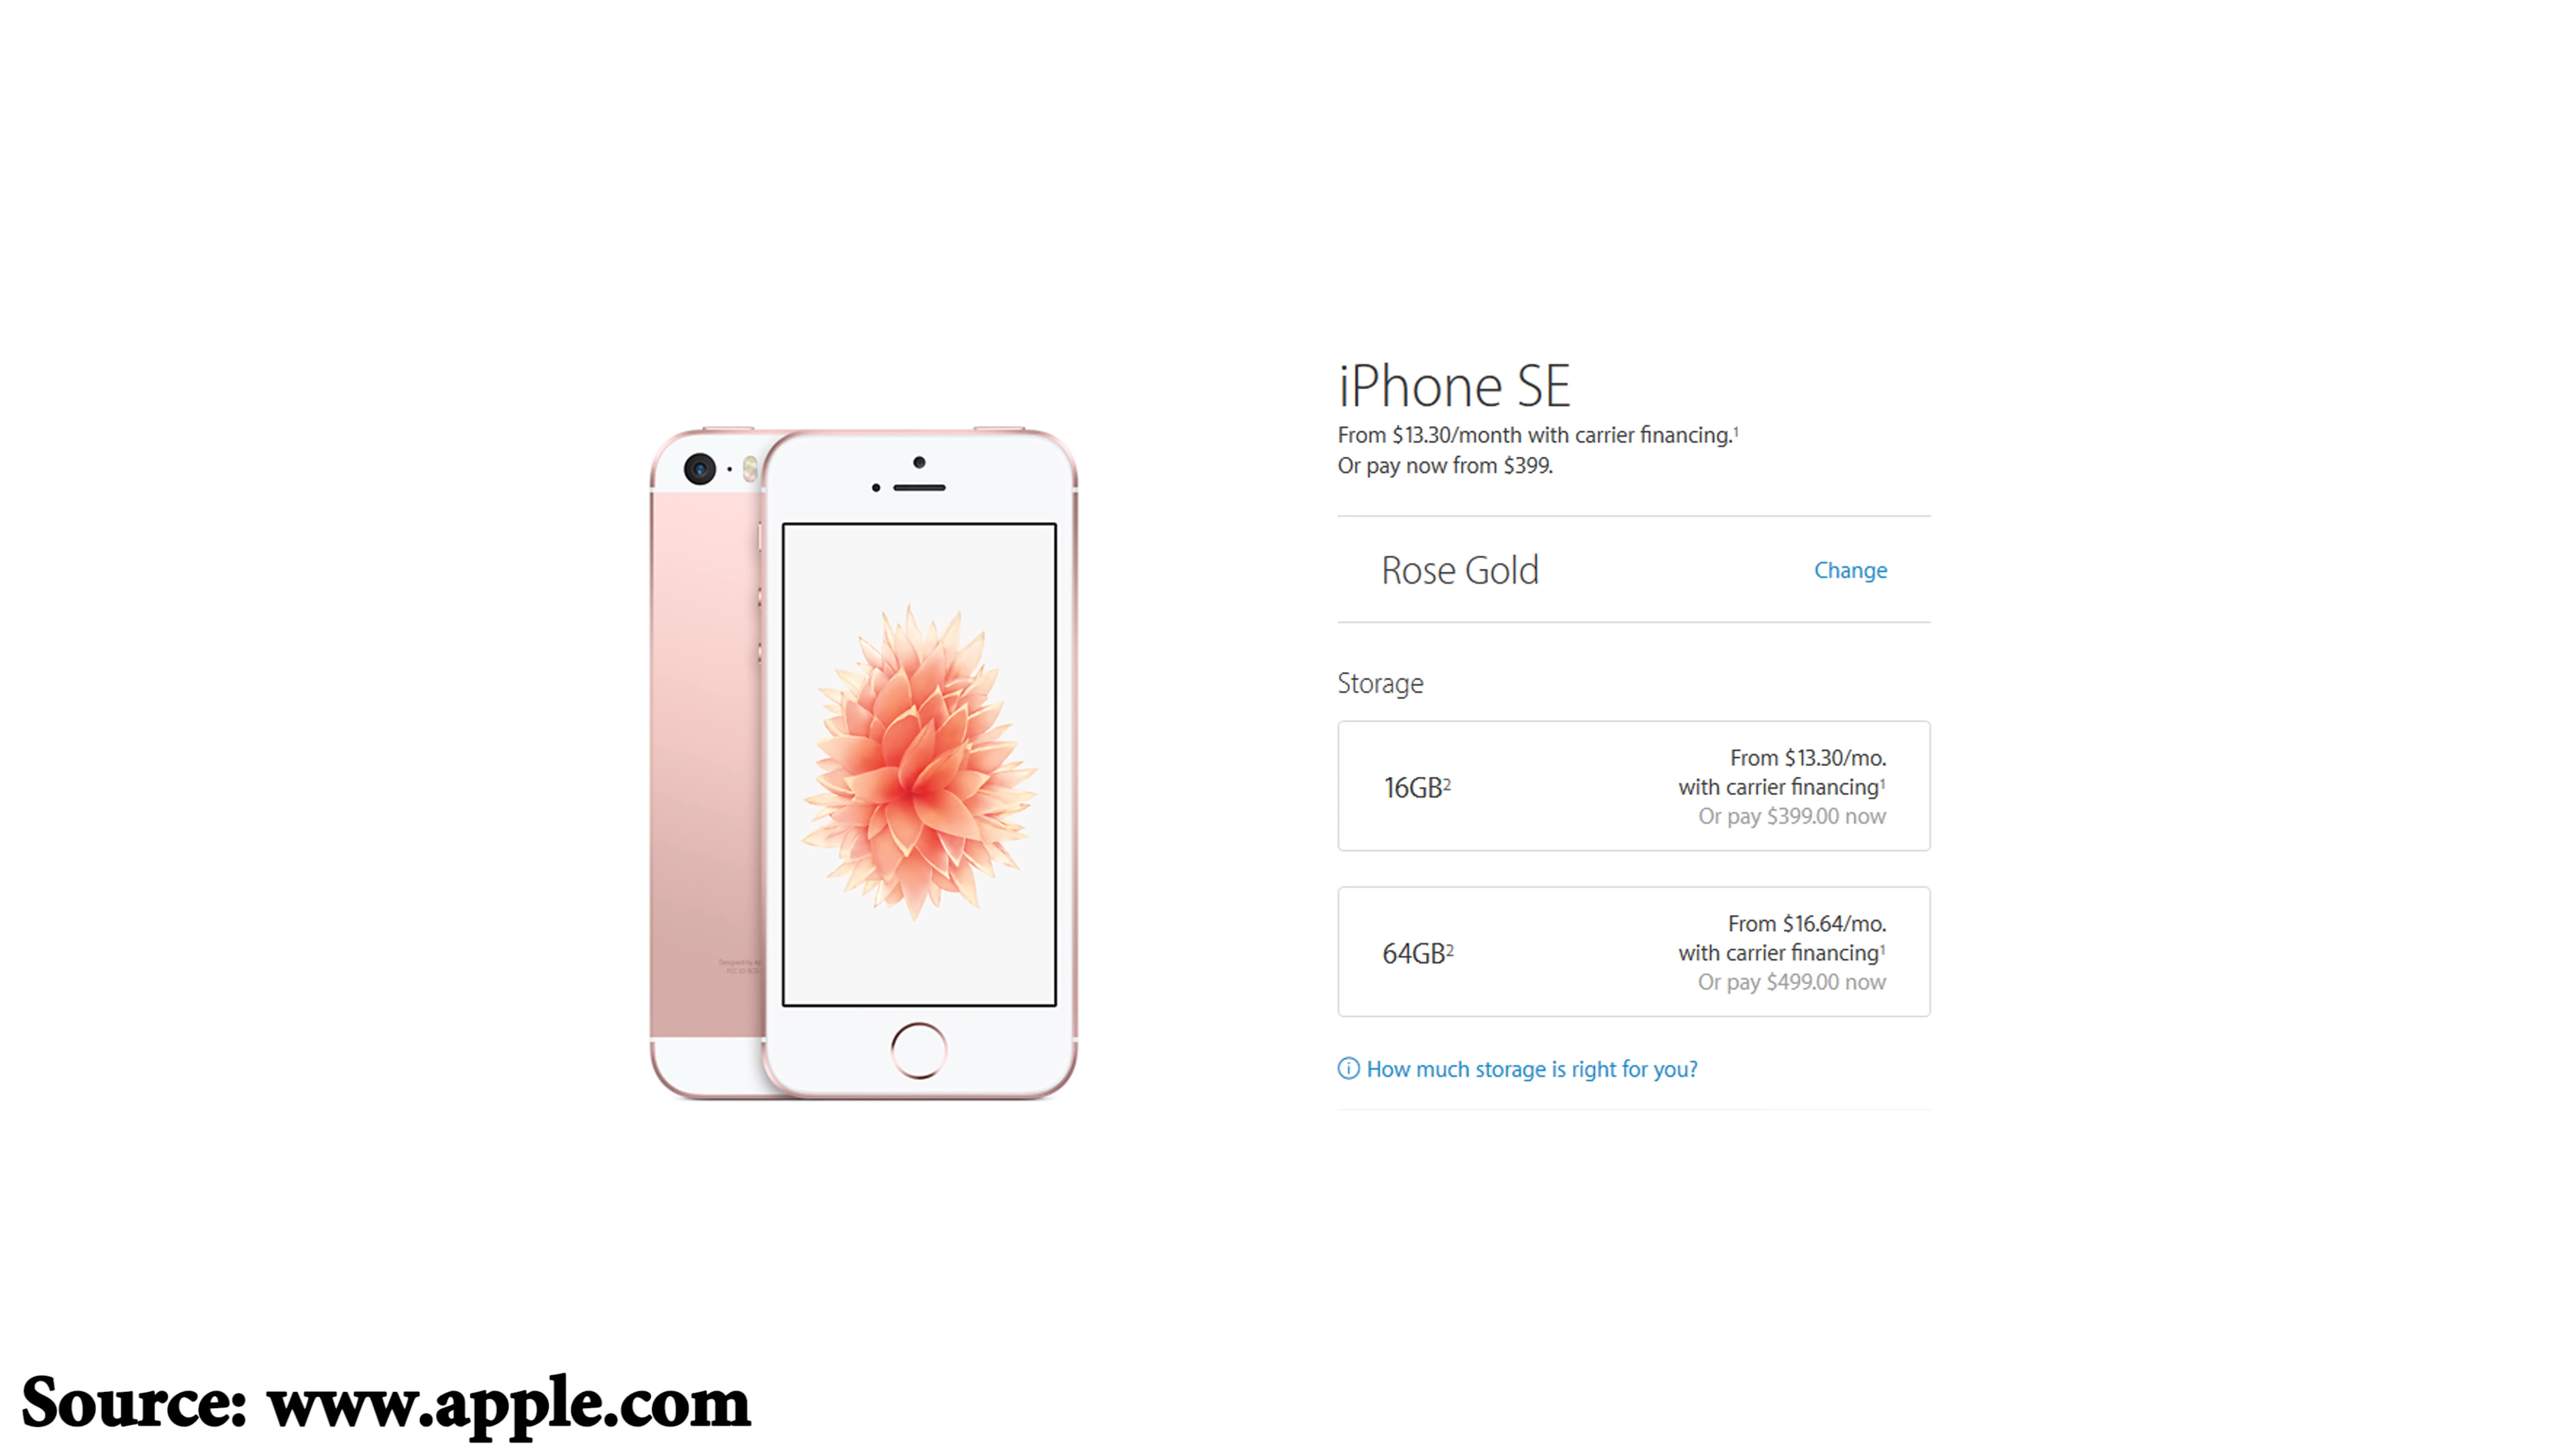 iPhone SE
From $13.30/month with carrier financing.¹
Or pay now from $399.
Rose Gold
Change
Storage
16GB²
From $13.30/mo.
with carrier financing¹
Or pay $399.00 now
64GB²
From $16.64/mo.
with carrier financing¹
Or pay $499.00 now
How much storage is right for you?
Source: www.apple.com